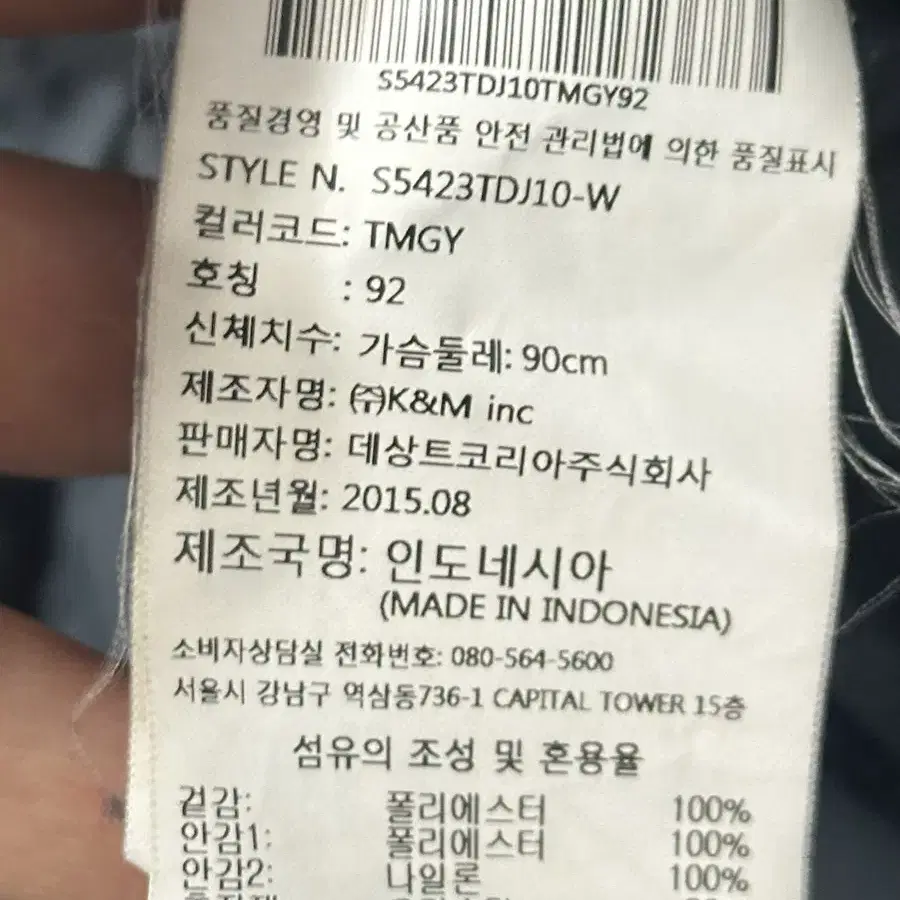 S5423TDJ10TMGY92
품질경영 및 공산품 안전 관리법에 의한 품질표시
STYLE N. S5423TDJ10-W
컬러코드: TMGY
호칭 : 92
신체치수: 가슴둘레: 90cm
제조자명: ㈜K&M inc
판매자명: 데상트코리아주식회사
제조년월: 2015.08
제조국명: 인도네시아
(MADE IN INDONESIA)
소비자상담실 전화번호: 080-564-5600
서울시 강남구 역삼동736-1 CAPITAL TOWER 15층
섬유의 조성 및 혼용율
겉감: 폴리에스터 100%
안감1: 폴리에스터 100%
안감2: 나일론 100%